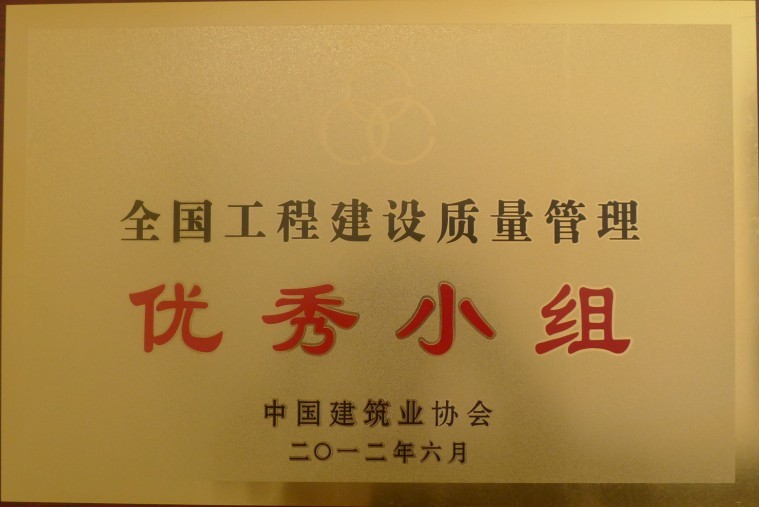 全国工程建设质量管理
优秀小组
中国建筑业协会
二〇一二年六月